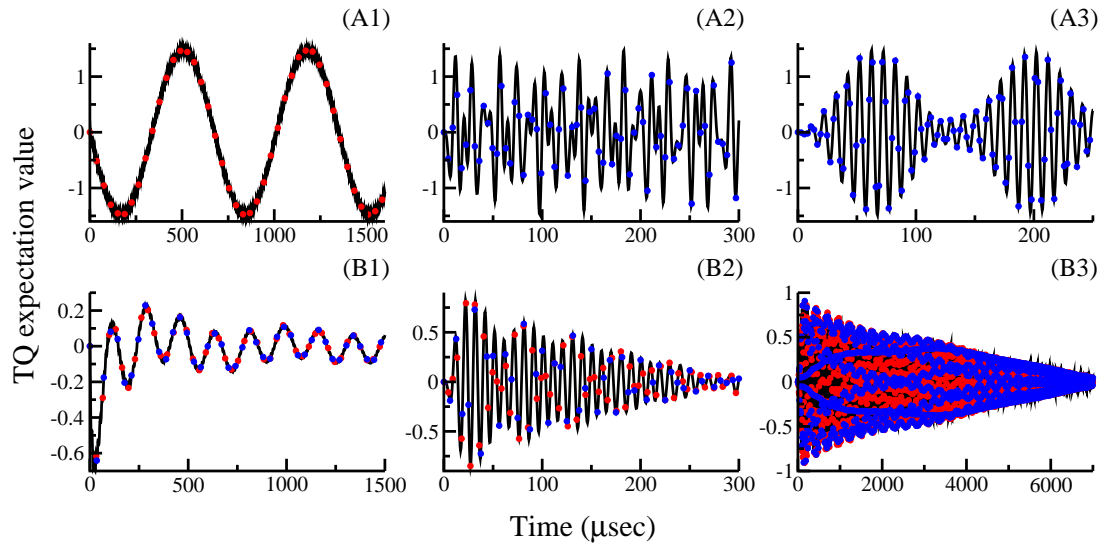 (A1) (A2) (A3)
1 1 1
0 0 0
-1 -1 -1
0 500 1000 1500 0 100 200 300 0 100 200
TQ expectation value
(B1) (B2) (B3)
0.2 0.5 1
0 0 0.5
-0.2 -0.5 0
-0.4 -0.5
-0.6 -1
0 500 1000 1500 0 100 200 300 0 2000 4000 6000
Time (μsec)